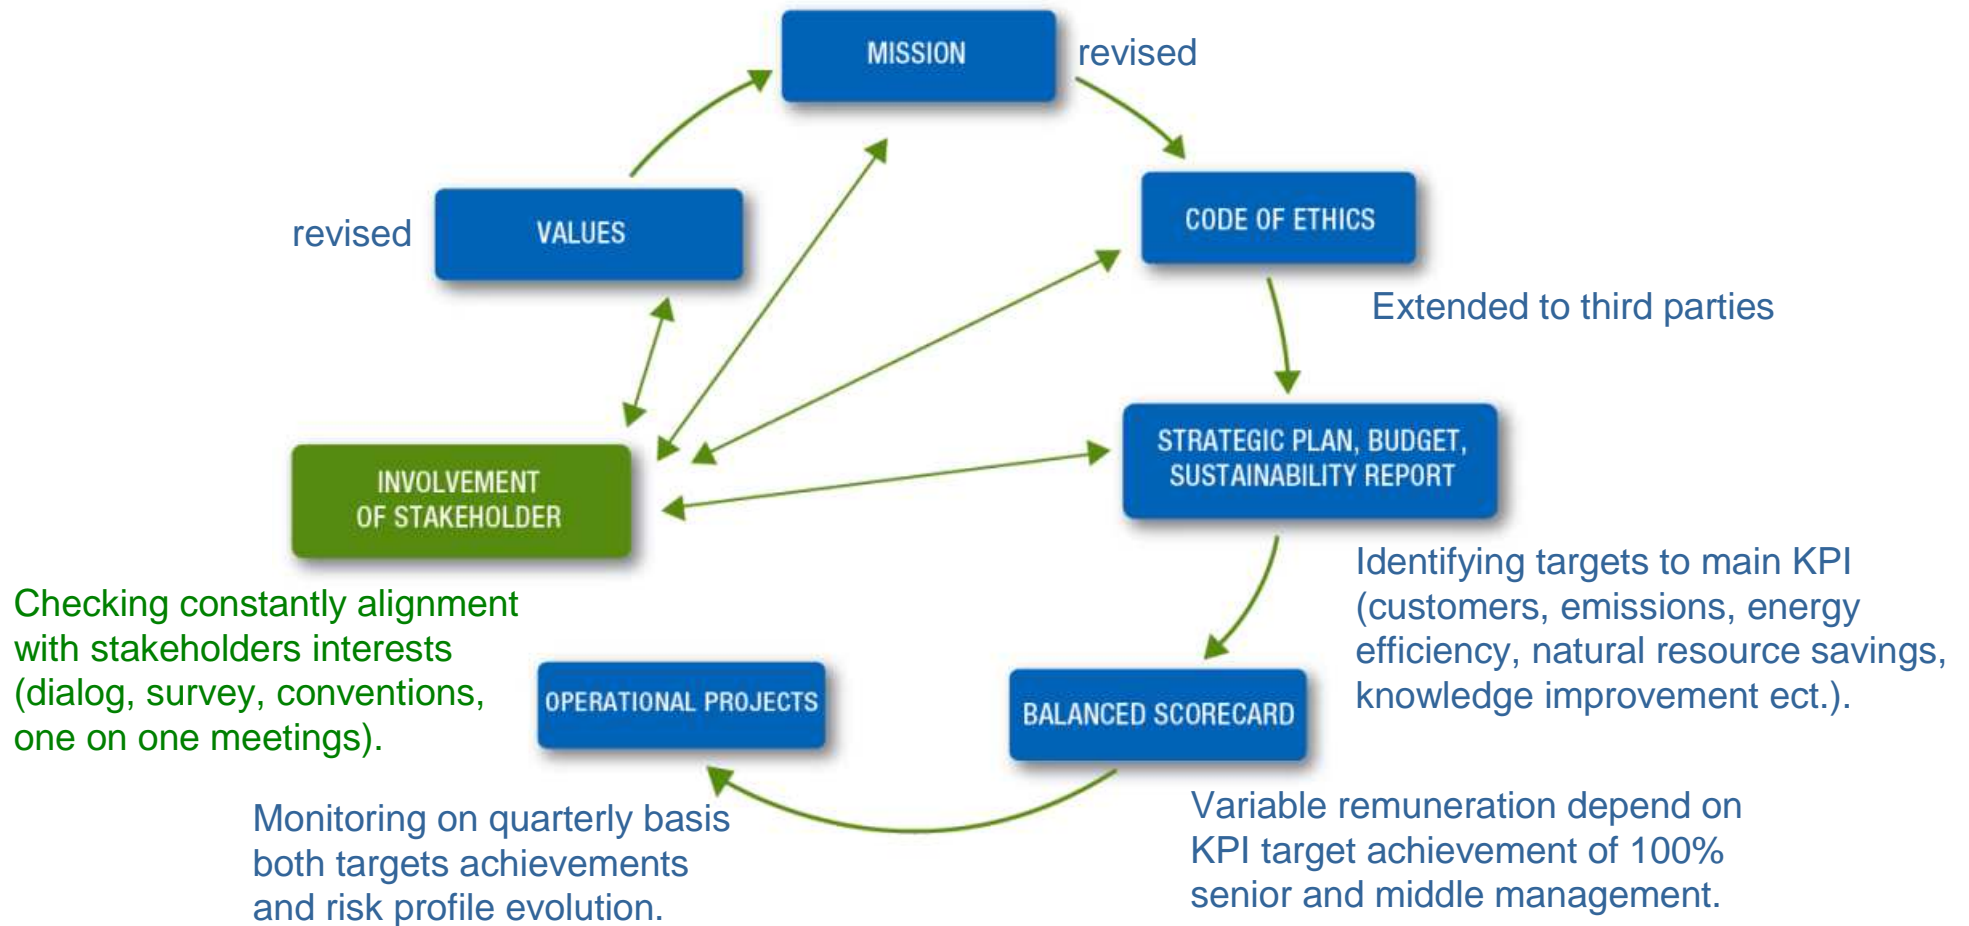 MISSION
revised
revised
VALUES
CODE OF ETHICS
Extended to third parties
STRATEGIC PLAN, BUDGET,
SUSTAINABILITY REPORT
Identifying targets to main KPI
(customers, emissions, energy
efficiency, natural resource savings,
knowledge improvement ect.).
INVOLVEMENT
OF STAKEHOLDER
Checking constantly alignment
with stakeholders interests
(dialog, survey, conventions,
one on one meetings).
OPERATIONAL PROJECTS
BALANCED SCORECARD
Monitoring on quarterly basis
both targets achievements
and risk profile evolution.
Variable remuneration depend on
KPI target achievement of 100%
senior and middle management.